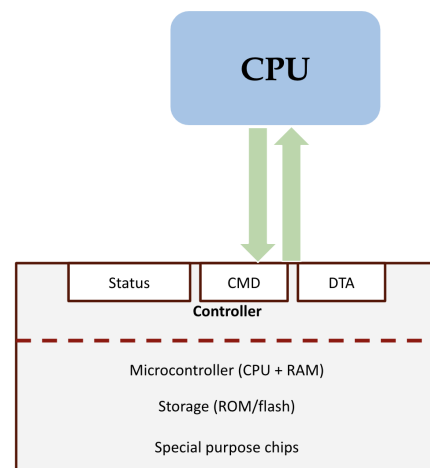 CPU
Status CMD DTA
Controller
Microcontroller (CPU + RAM)
Storage (ROM/flash)
Special purpose chips